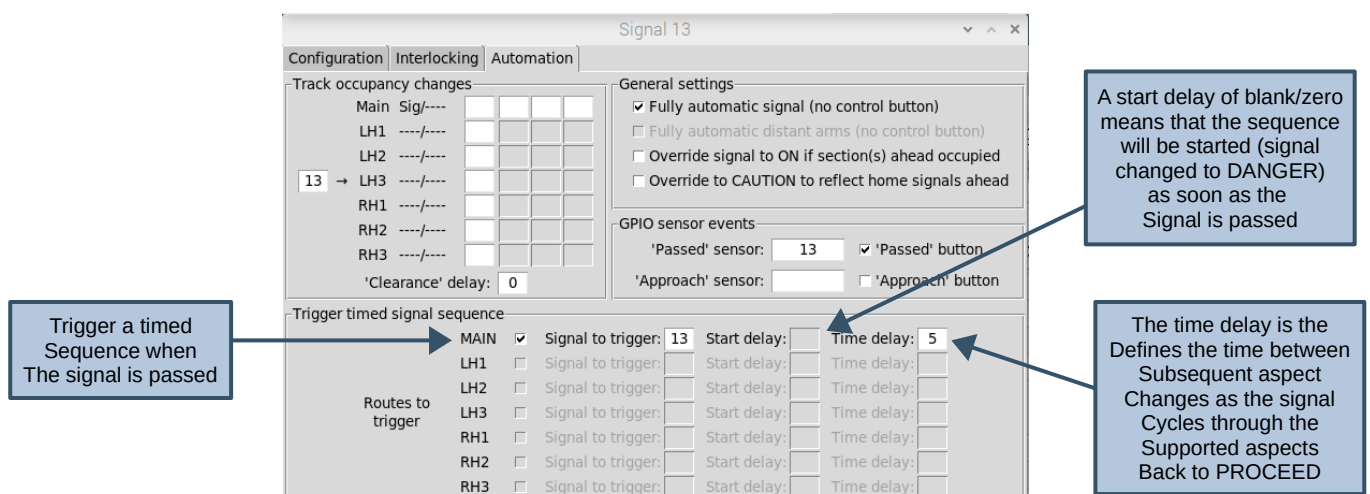 Signal 13
Configuration Interlocking Automation
Track occupancy changes
Main Sig/----
LH1 ----/----
LH2 ----/----
13 → LH3 ----/----
RH1 ----/----
RH2 ----/----
RH3 ----/----
'Clearance' delay: 0
General settings
Fully automatic signal (no control button)
Fully automatic distant arms (no control button)
Override signal to ON if section(s) ahead occupied
Override to CAUTION to reflect home signals ahead
GPIO sensor events
'Passed' sensor: 13 'Passed' button
'Approach' sensor: 'Approach' button
A start delay of blank/zero
means that the sequence
will be started (signal
changed to DANGER)
as soon as the
Signal is passed
Trigger a timed
Sequence when
The signal is passed
Trigger timed signal sequence
Routes to
trigger
MAIN Signal to trigger: 13 Start delay: Time delay: 5
LH1 Signal to trigger: Start delay: Time delay:
LH2 Signal to trigger: Start delay: Time delay:
LH3 Signal to trigger: Start delay: Time delay:
RH1 Signal to trigger: Start delay: Time delay:
RH2 Signal to trigger: Start delay: Time delay:
RH3 Signal to trigger: Start delay: Time delay:
The time delay is the
Defines the time between
Subsequent aspect
Changes as the signal
Cycles through the
Supported aspects
Back to PROCEED